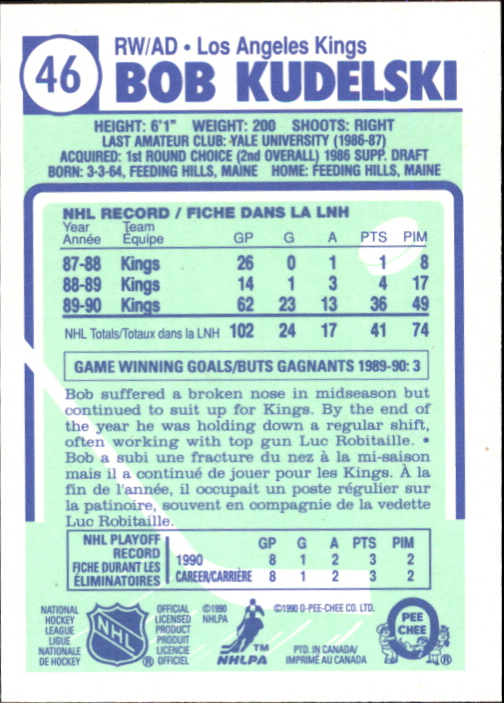 46
RW/AD • Los Angeles Kings
BOB KUDELSKI
HEIGHT: 6'1" WEIGHT: 200 SHOOTS: RIGHT
LAST AMATEUR CLUB: YALE UNIVERSITY (1986-87)
ACQUIRED: 1st ROUND CHOICE (2nd OVERALL) 1986 SUPP. DRAFT
BORN: 3-3-64, FEEDING HILLS, MAINE HOME: FEEDING HILLS, MAINE
NHL RECORD / FICHE DANS LA LNH
Year Team
Année Équipe GP G A PTS PIM
87-88 Kings 26 0 1 1 8
88-89 Kings 14 1 3 4 17
89-90 Kings 62 23 13 36 49
NHL Totals/Totaux dans la LNH 102 24 17 41 74
GAME WINNING GOALS/BUTS GAGNANTS 1989-90: 3
Bob suffered a broken nose in midseason but
continued to suit up for Kings. By the end of
the year he was holding down a regular shift,
often working with top gun Luc Robitaille. •
Bob a subi une fracture du nez à la mi-saison
mais il a continué de jouer pour les Kings. À la
fin de l'année, il occupait un poste régulier sur
la patinoire, souvent en compagnie de la vedette
Luc Robitaille.
NHL PLAYOFF
RECORD
FICHE DURANT LES
ÉLIMINATOIRES
GP G A PTS PIM
1990 8 1 2 3 2
CAREER/CARRIÈRE 8 1 2 3 2
NATIONAL
HOCKEY
LEAGUE
LIGUE
NATIONALE
DE HOCKEY
NHL
®
OFFICIAL
LICENSED
PRODUCT
PRODUIT
LICENCIÉ
OFFICIEL
©1990
NHLPA
TM
NHLPA
©1990 O-PEE-CHEE CO. LTD.
PTD. IN CANADA/
IMPRIMÉ AU CANADA
O
PEE
CHEE
®